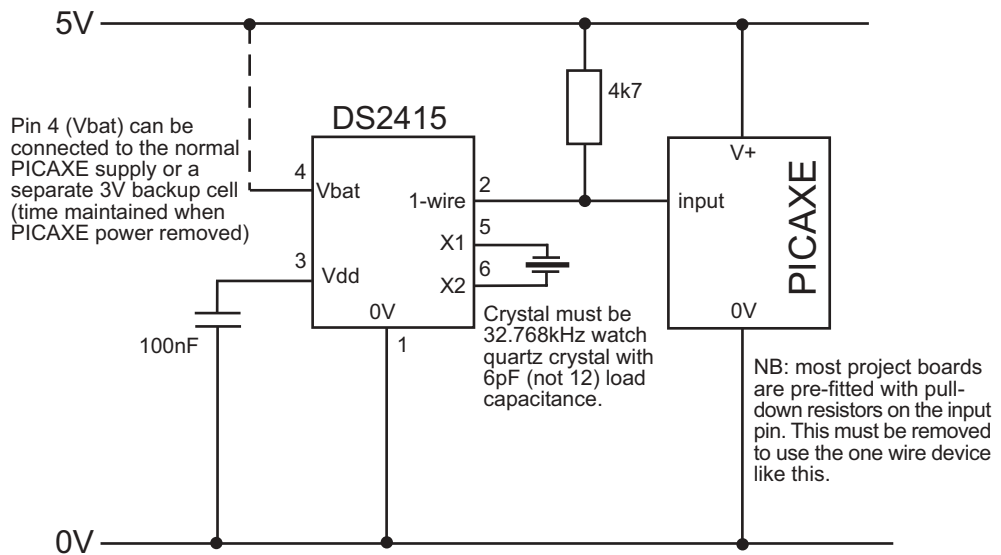 5V
4k7
DS2415
Pin 4 (Vbat) can be
connected to the normal
PICAXE supply or a
separate 3V backup cell
(time maintained when
PICAXE power removed)
4
Vbat
2
1-wire
5
X1
6
X2
3
Vdd
0V
1
100nF
V+
input
PICAXE
0V
Crystal must be
32.768kHz watch
quartz crystal with
6pF (not 12) load
capacitance.
NB: most project boards
are pre-fitted with pull-
down resistors on the input
pin. This must be removed
to use the one wire device
like this.
0V